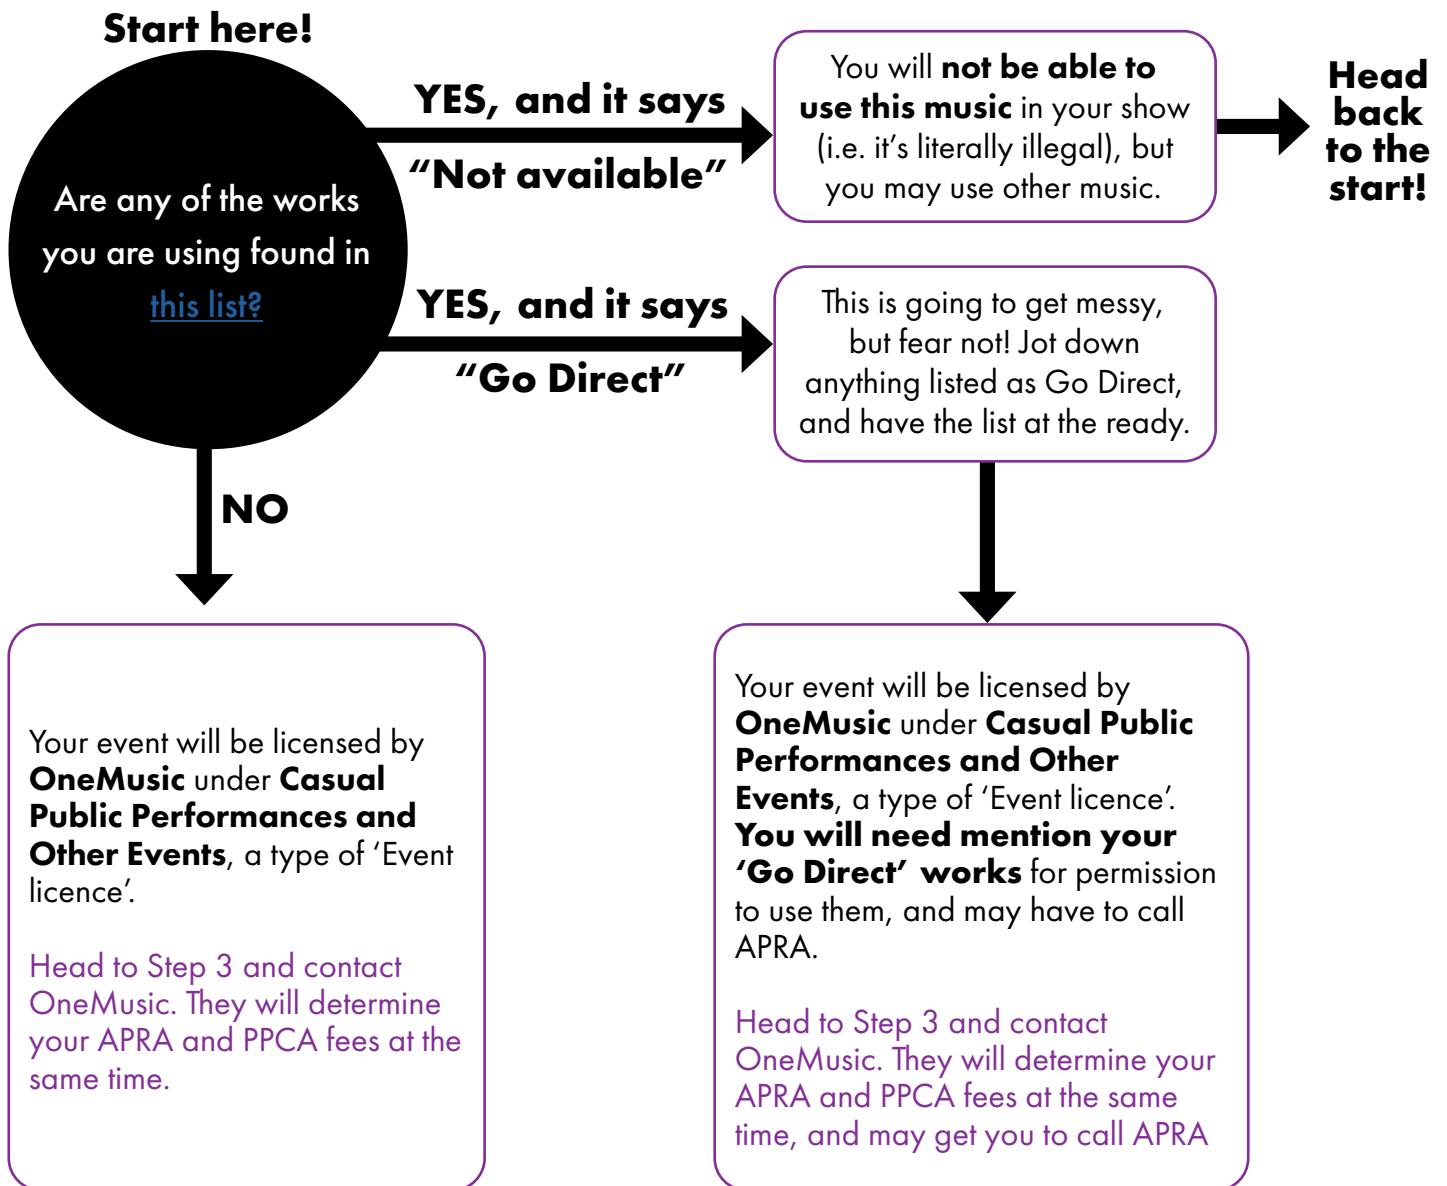 Start here!
Are any of the works
you are using found in
this list?
YES, and it says
“Not available”
You will not be able to
use this music in your show
(i.e. it’s literally illegal), but
you may use other music.
Head
back
to the
start!
YES, and it says
“Go Direct”
This is going to get messy,
but fear not! Jot down
anything listed as Go Direct,
and have the list at the ready.
NO
Your event will be licensed by
OneMusic under Casual
Public Performances and
Other Events, a type of ‘Event
licence’.
Head to Step 3 and contact
OneMusic. They will determine
your APRA and PPCA fees at the
same time.
Your event will be licensed by
OneMusic under Casual Public
Performances and Other
Events, a type of ‘Event licence’.
You will need mention your
‘Go Direct’ works for permission
to use them, and may have to call
APRA.
Head to Step 3 and contact
OneMusic. They will determine your
APRA and PPCA fees at the same
time, and may get you to call APRA